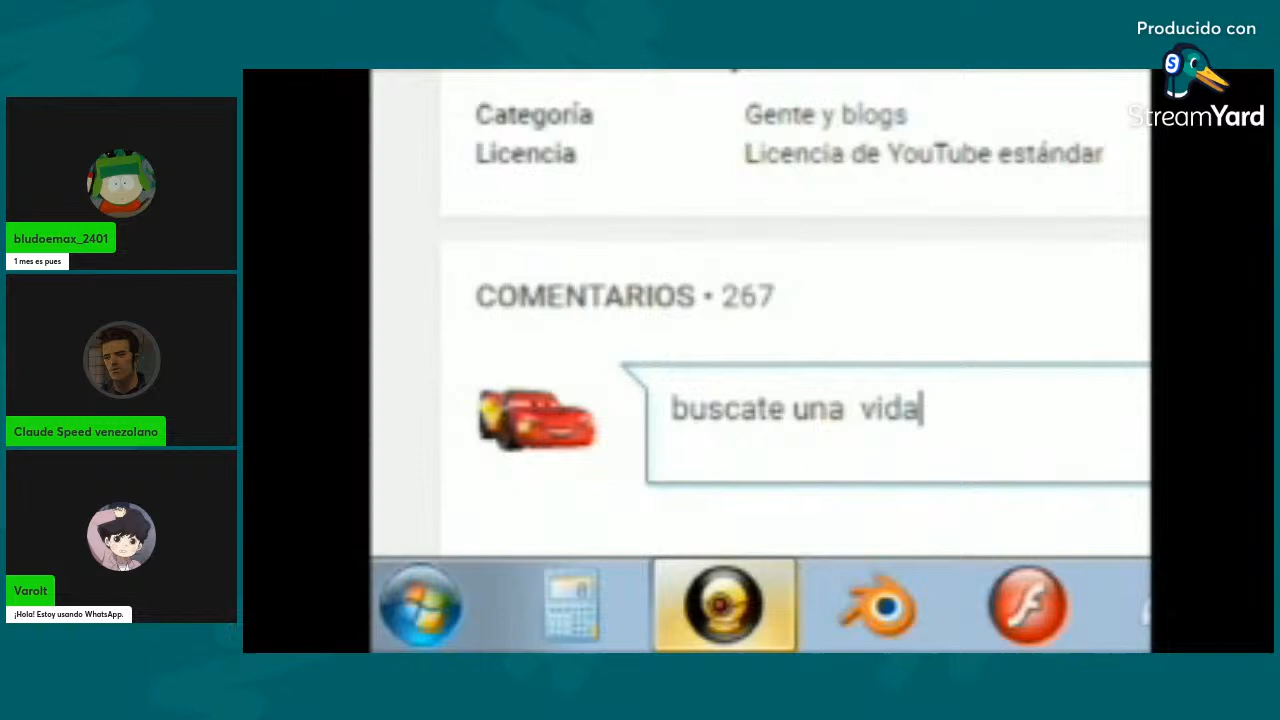 Producido con
StreamYard
Categoría Gente y blogs
Licencia Licencia de YouTube estándar
COMENTARIOS • 267
buscate una  vida
bludoemax_2401
1 mes es pues
Claude Speed venezolano
Varolt
¡Hola! Estoy usando WhatsApp.